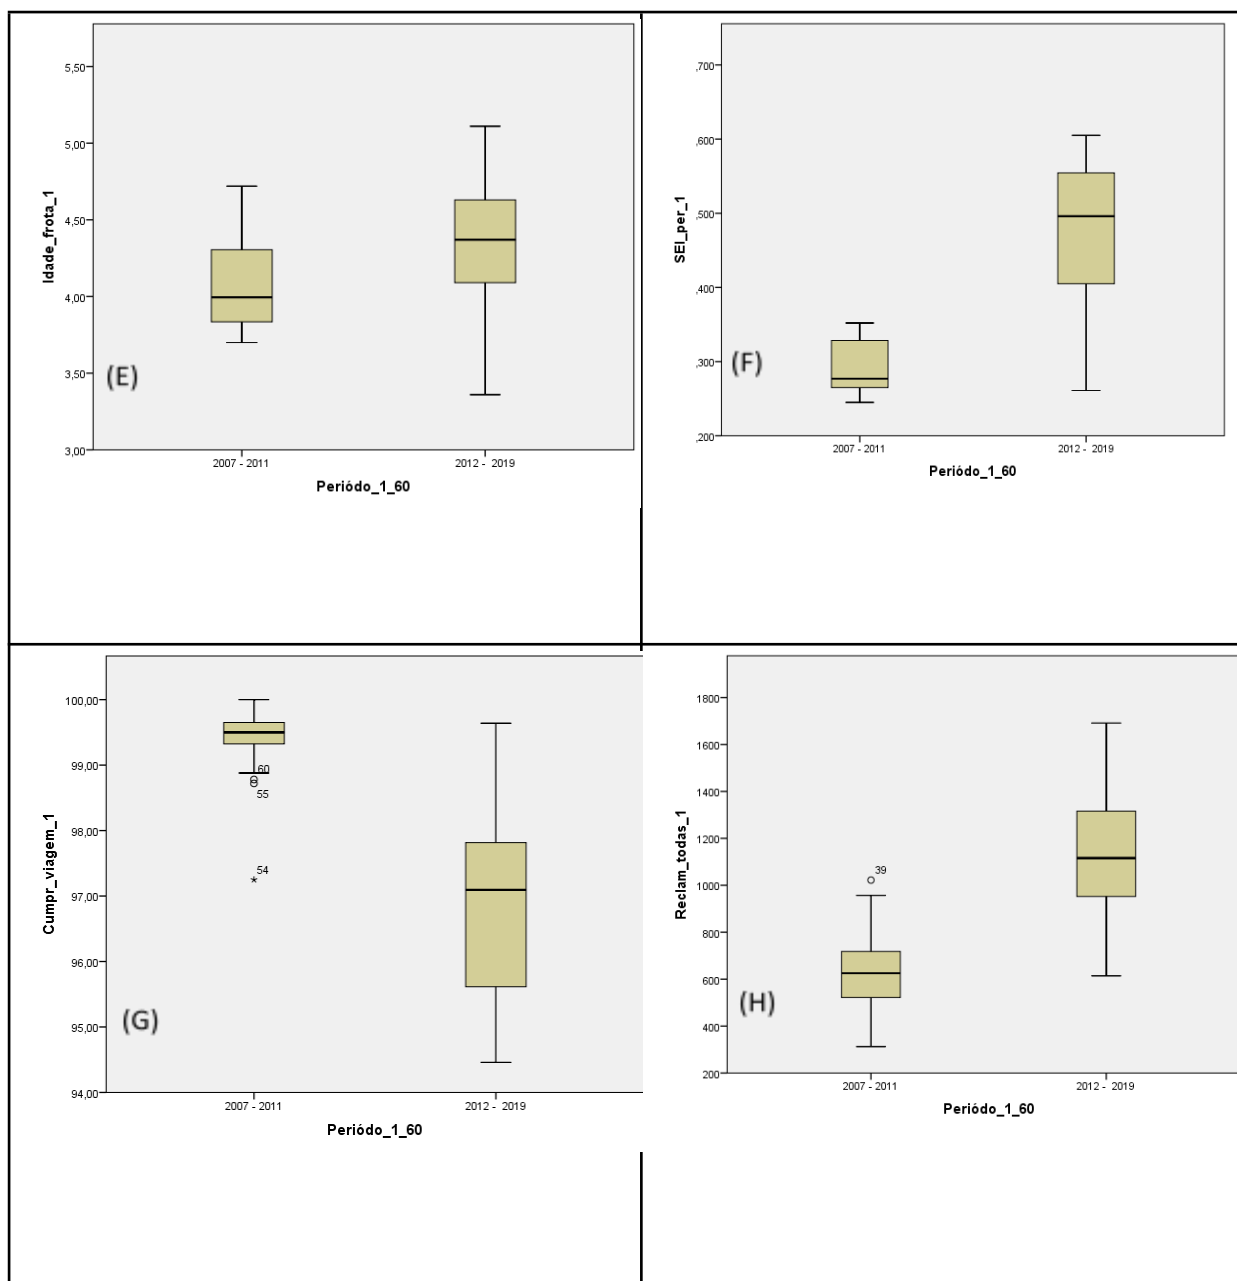 5,50
5,00
4,50
4,00
3,50
3,00
Idade_frota_1
(E)
2007 - 2011
2012 - 2019
Periódo_1_60
,700
,600
,500
,400
,300
,200
SEI_per_1
(F)
2007 - 2011
2012 - 2019
Periódo_1_60
100,00
99,00
98,00
97,00
96,00
95,00
94,00
Cumpr_viagem_1
60
55
54
(G)
2007 - 2011
2012 - 2019
Periódo_1_60
1800
1600
1400
1200
1000
800
600
400
200
Reclam_todas_1
39
(H)
2007 - 2011
2012 - 2019
Periódo_1_60